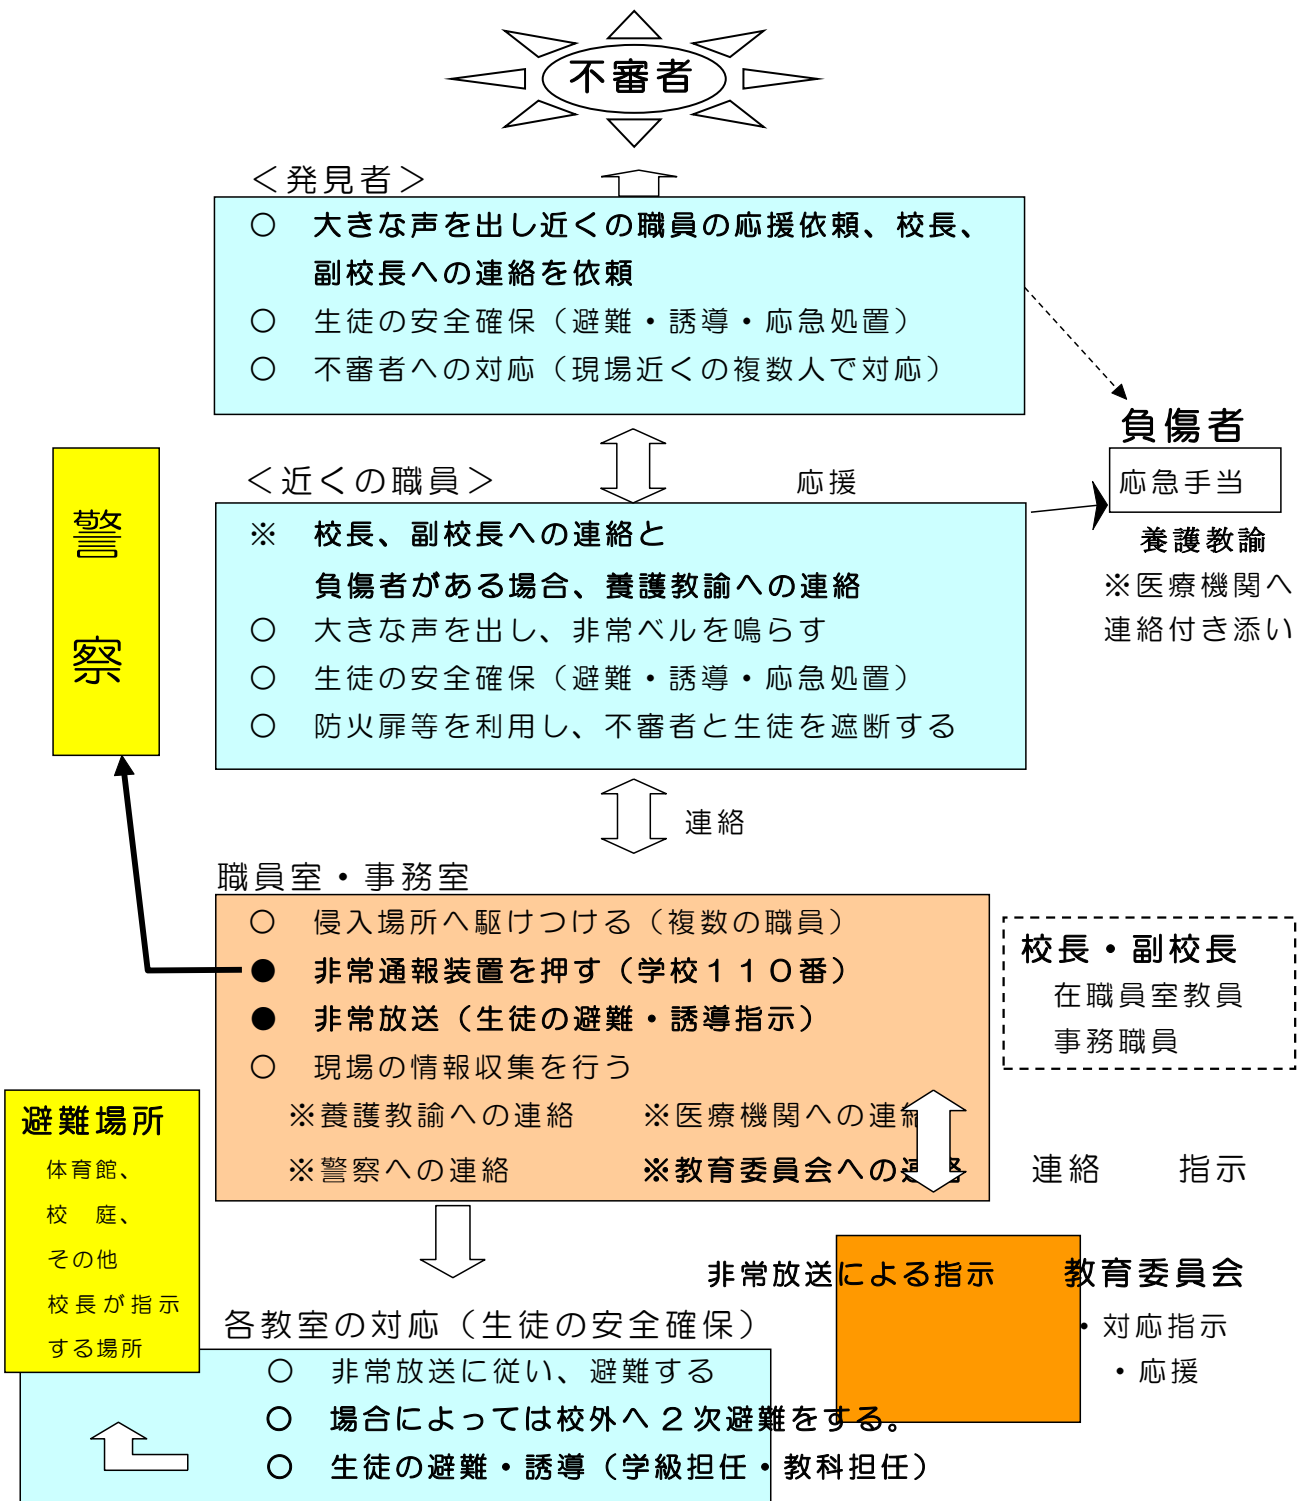 不審者
＜発見者＞
○　大きな声を出し近くの職員の応援依頼、校長、
副校長への連絡を依頼
○　生徒の安全確保（避難・誘導・応急処置）
○　不審者への対応（現場近くの複数人で対応）
負傷者
応急手当
養護教諭
※医療機関へ
連絡付き添い
警
察
＜近くの職員＞
応援
※　校長、副校長への連絡と
負傷者がある場合、養護教諭への連絡
○　大きな声を出し、非常ベルを鳴らす
○　生徒の安全確保（避難・誘導・応急処置）
○　防火扉等を利用し、不審者と生徒を遮断する
連絡
職員室・事務室
○　侵入場所へ駆けつける（複数の職員）
●　非常通報装置を押す（学校１１０番）
●　非常放送（生徒の避難・誘導指示）
○　現場の情報収集を行う
※養護教諭への連絡　　※医療機関への連絡
※警察への連絡　　※教育委員会への連絡
校長・副校長
在職員室教員
事務職員
連絡　　指示
避難場所
体育館、
校　庭、
その他
校長が指示
する場所
非常放送による指示
教育委員会
・対応指示
・応援
各教室の対応（生徒の安全確保）
○　非常放送に従い、避難する
○　場合によっては校外へ２次避難をする。
○　生徒の避難・誘導（学級担任・教科担任）